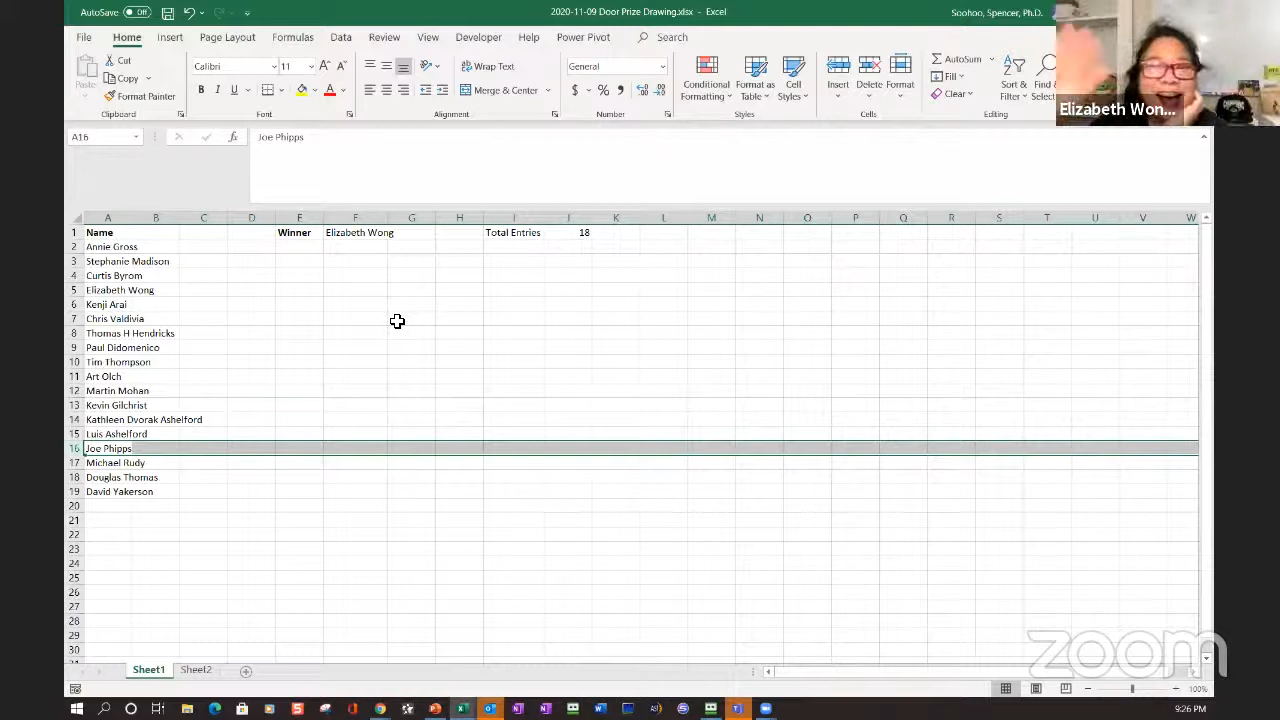 AutoSave Off 2020-11-09 Door Prize Drawing.xlsx - Excel Soohoo, Spencer, Ph.D.
File Home Insert Page Layout Formulas Data Review View Developer Help Power Pivot Search
Paste Cut Copy Format Painter Calibri 11 B I U A Wrap Text Merge & Center General $ % 9 Conditional Formatting Format as Table Cell Styles Insert Delete Format AutoSum Fill Clear Sort & Filter
Clipboard Font Alignment Number Styles Cells Editing
Elizabeth Won...
A16 fx Joe Phipps
A B C D E F G H I J K L M N O P Q R S T U V W
1 Name Winner Elizabeth Wong Total Entries 18
2 Annie Gross
3 Stephanie Madison
4 Curtis Byrom
5 Elizabeth Wong
6 Kenji Arai
7 Chris Valdivia
8 Thomas H Hendricks
9 Paul Didomenico
10 Tim Thompson
11 Art Olch
12 Martin Mohan
13 Kevin Gilchrist
14 Kathleen Dvorak Ashelford
15 Luis Ashelford
16 Joe Phipps
17 Michael Rudy
18 Douglas Thomas
19 David Yakerson
20
21
22
23
24
25
26
27
28
29
30
zoom
Sheet1 Sheet2
100%
9:26 PM